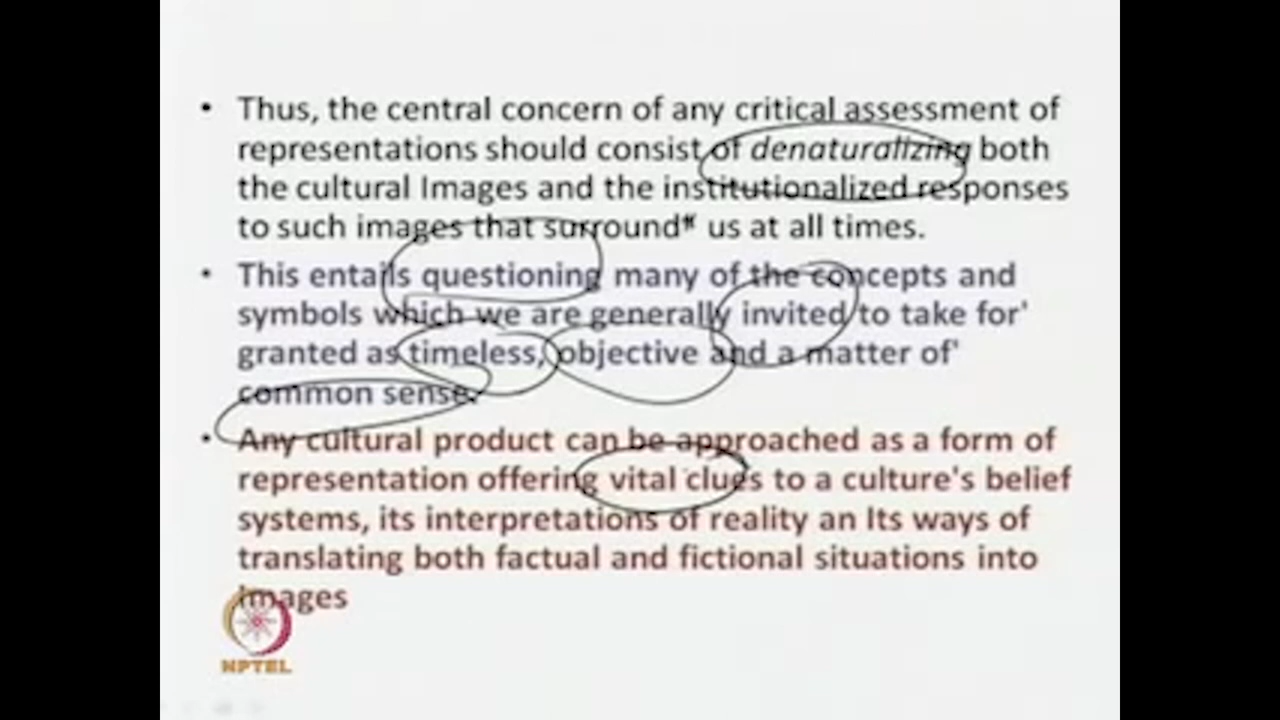 • Thus, the central concern of any critical assessment of
representations should consist of denaturalizing both
the cultural Images and the institutionalized responses
to such images that surround* us at all times.
• This entails questioning many of the concepts and
symbols which we are generally invited to take for'
granted as timeless, objective and a matter of'
common sense.
• Any cultural product can be approached as a form of
representation offering vital clues to a culture's belief
systems, its interpretations of reality an Its ways of
translating both factual and fictional situations into
Images
NPTEL